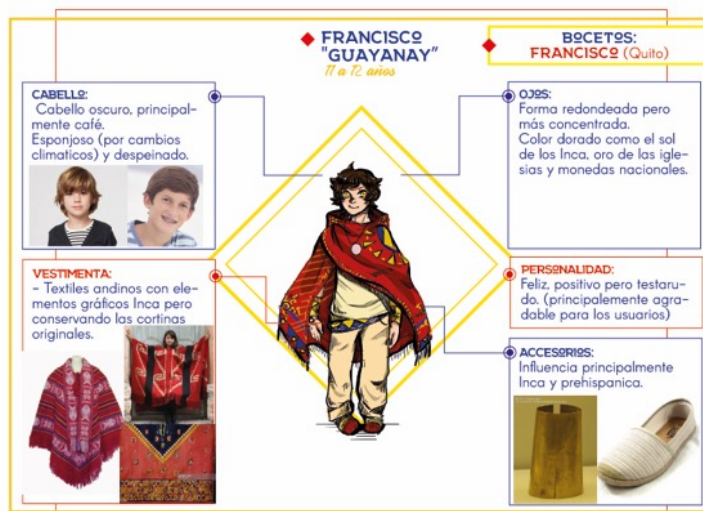 FRANCISCO
"GUAYANAY"
11 a 12 años
BOCETOS:
FRANCISCO (Quito)
CABELLO:
Cabello oscuro, principal-
mente café.
Esponjoso (por cambios
climaticos) y despeinado.
OJOS:
Forma redondeada pero
más concentrada.
Color dorado como el sol
de los Inca, oro de las igle-
sias y monedas nacionales.
VESTIMENTA:
- Textiles andinos con ele-
mentos gráficos Inca pero
conservando las cortinas
originales.
PERSONALIDAD:
Feliz, positivo pero testaru-
do. (principalmente agra-
dable para los usuarios)
ACCESORIOS:
Influencia principalmente
Inca y prehispanica.